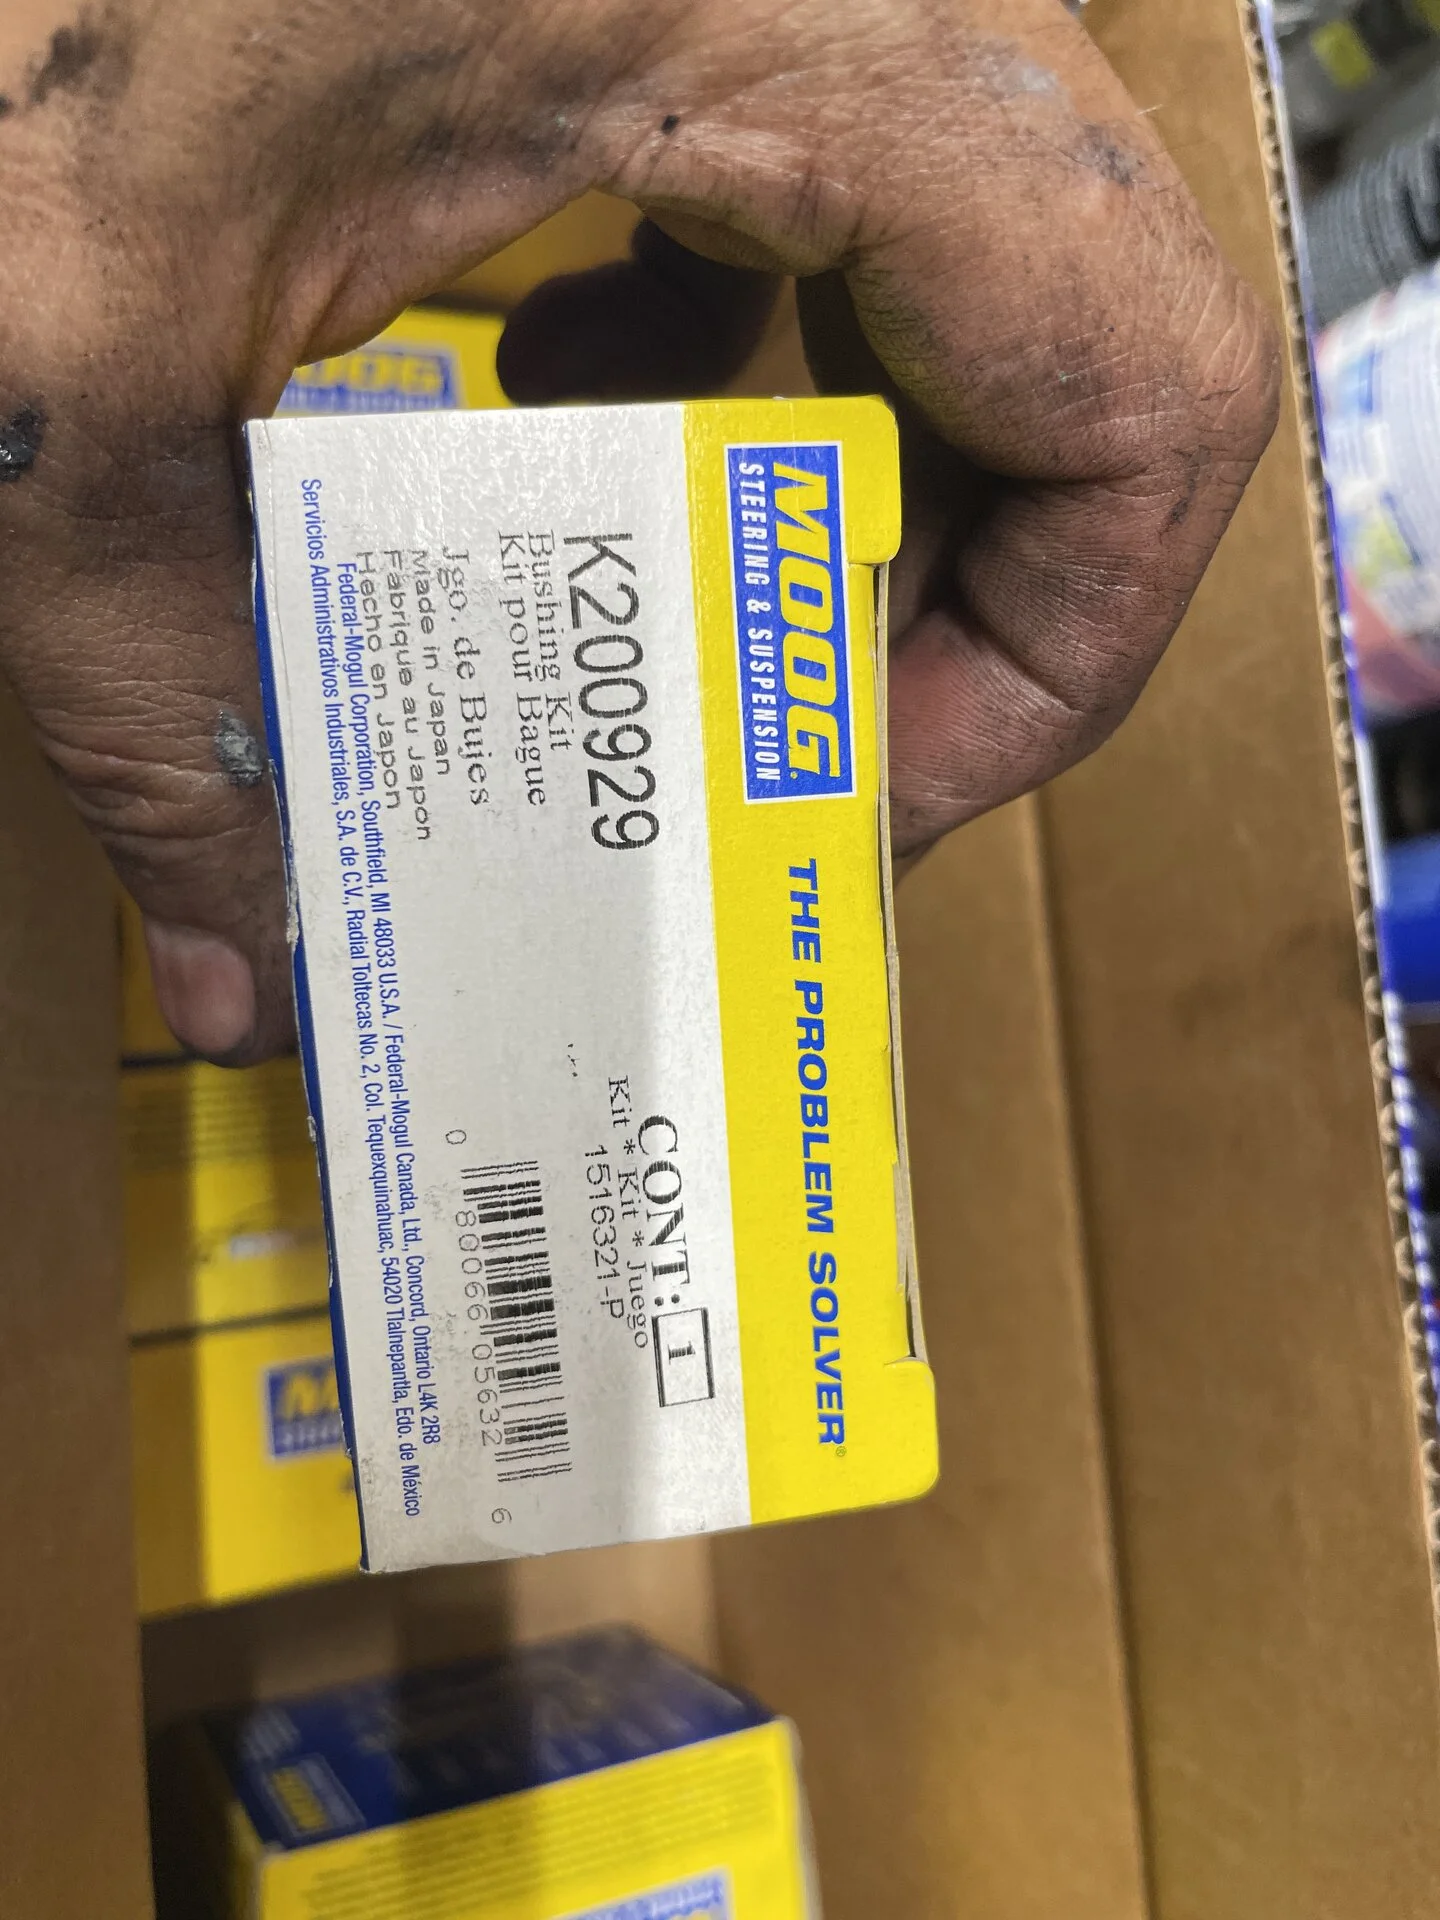 MOOG
STEERING & SUSPENSION
THE PROBLEM SOLVER®
K200929
Bushing Kit
Kit pour Bague
Jgo. de Bujes
Made in Japan
Fabriqué au Japon
Hecho en Japon
CONT: 1
Kit * Kit * Juego
1516321-P
0 80066 05632 6
Federal-Mogul Corporation, Southfield, MI 48033 U.S.A. / Federal-Mogul Canada, Ltd., Concord, Ontario L4K 2R8
Servicios Administrativos Industriales, S.A. de C.V., Radial Toltecas No. 2, Col. Tequexquinahuac, 54020 Tlalnepantla, Edo. de México
MOOG